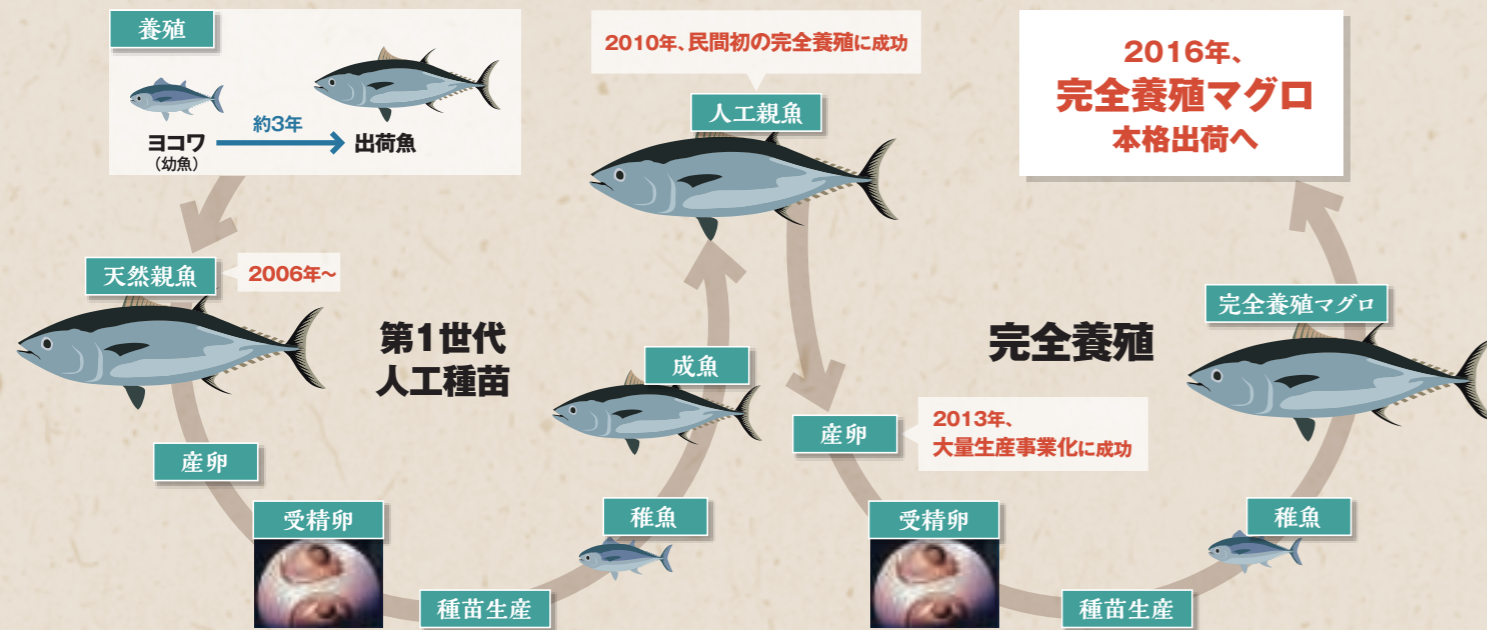 養殖
ヨコワ
(幼魚)
約3年
出荷魚
天然親魚
2006年~
第1世代
人工種苗
産卵
受精卵
種苗生産
稚魚
成魚
人工親魚
2010年、民間初の完全養殖に成功
産卵
2013年、
大量生産事業化に成功
完全養殖
受精卵
種苗生産
稚魚
完全養殖マグロ
2016年、
完全養殖マグロ
本格出荷へ